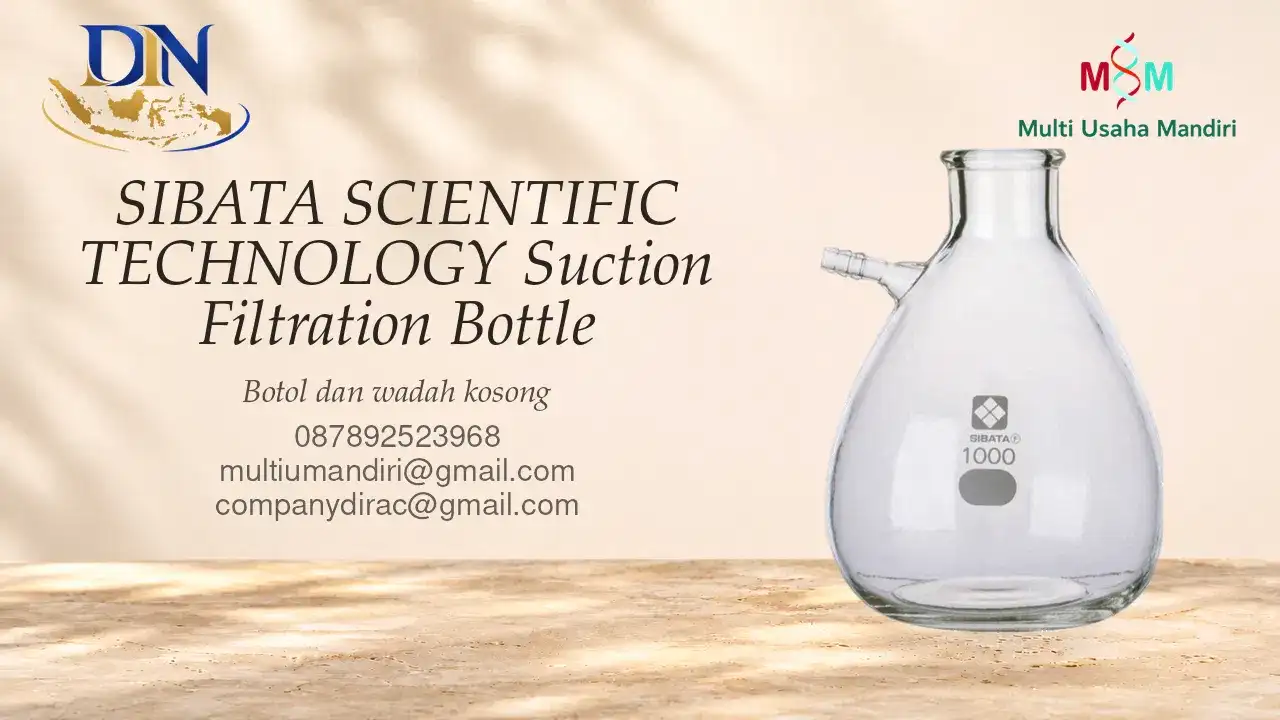 DIN
MSM
Multi Usaha Mandiri
SIBATA SCIENTIFIC
TECHNOLOGY Suction
Filtration Bottle
Botol dan wadah kosong
087892523968
multiumandiri@gmail.com
companydirac@gmail.com
SIBATA
1000